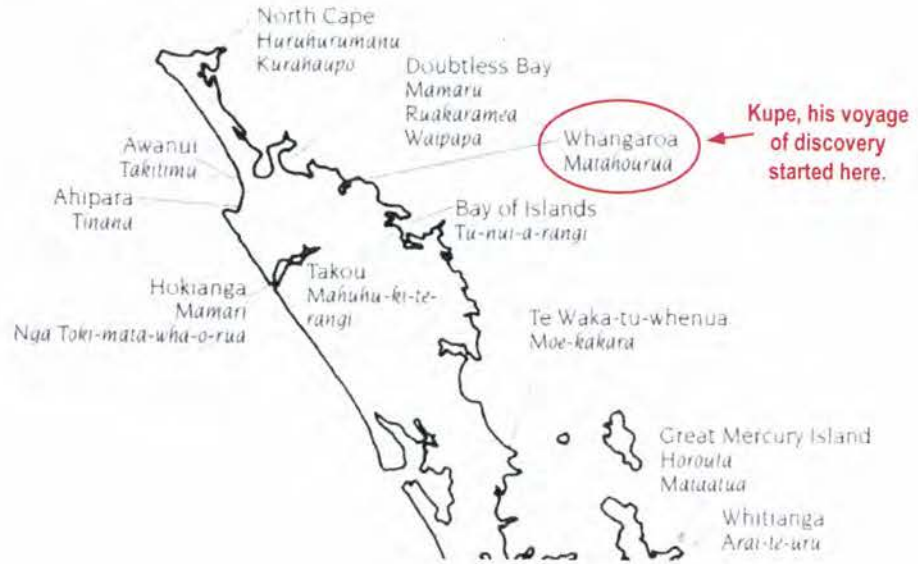 North Cape
Huruhurumanu
Kurahaupo
Doubtless Bay
Mamaru
Ruakaramea
Waipapa
Whangaroa
Matahourua
Kupe, his voyage
of discovery
started here.
Awanui
Takitimu
Ahipara
Tinana
Bay of Islands
Tu-nui-a-rangi
Hokianga
Mamari
Nga Toki-mata-wha-o-rua
Takou
Mahuhu-ki-te-
rangi
Te Waka-tu-whenua
Moe-kakara
Great Mercury Island
Horouta
Mataatua
Whitianga
Arai-te-uru